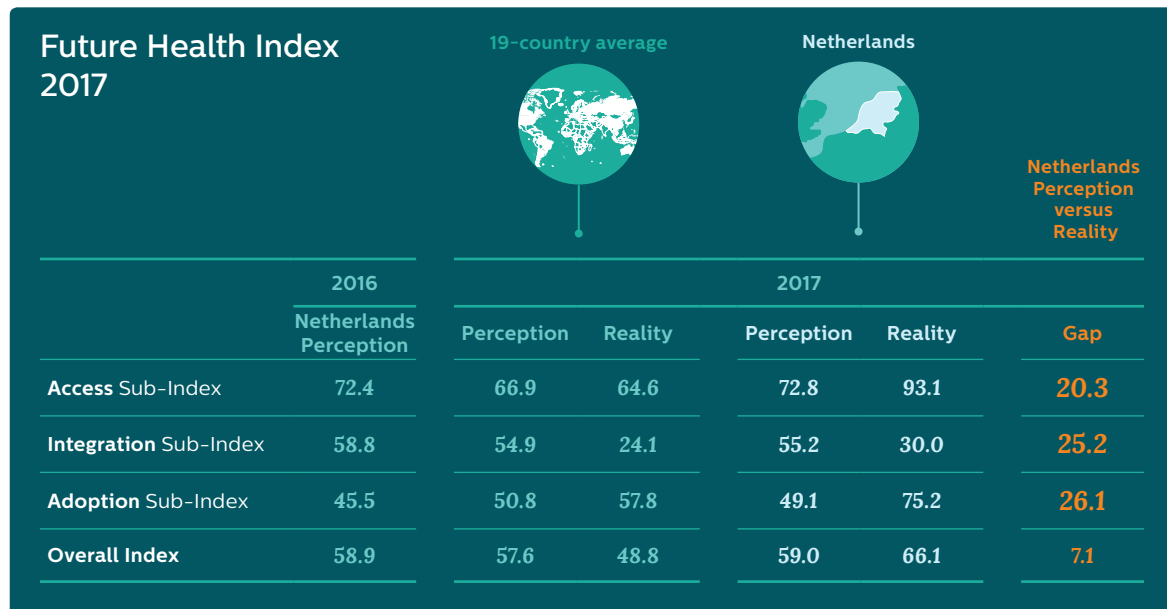 Future Health Index
2017
19-country average
Netherlands
Netherlands
Perception
versus
Reality
2016
2017
Netherlands
Perception
Perception Reality Perception Reality Gap
Access Sub-Index 72.4 66.9 64.6 72.8 93.1 20.3
Integration Sub-Index 58.8 54.9 24.1 55.2 30.0 25.2
Adoption Sub-Index 45.5 50.8 57.8 49.1 75.2 26.1
Overall Index 58.9 57.6 48.8 59.0 66.1 7.1